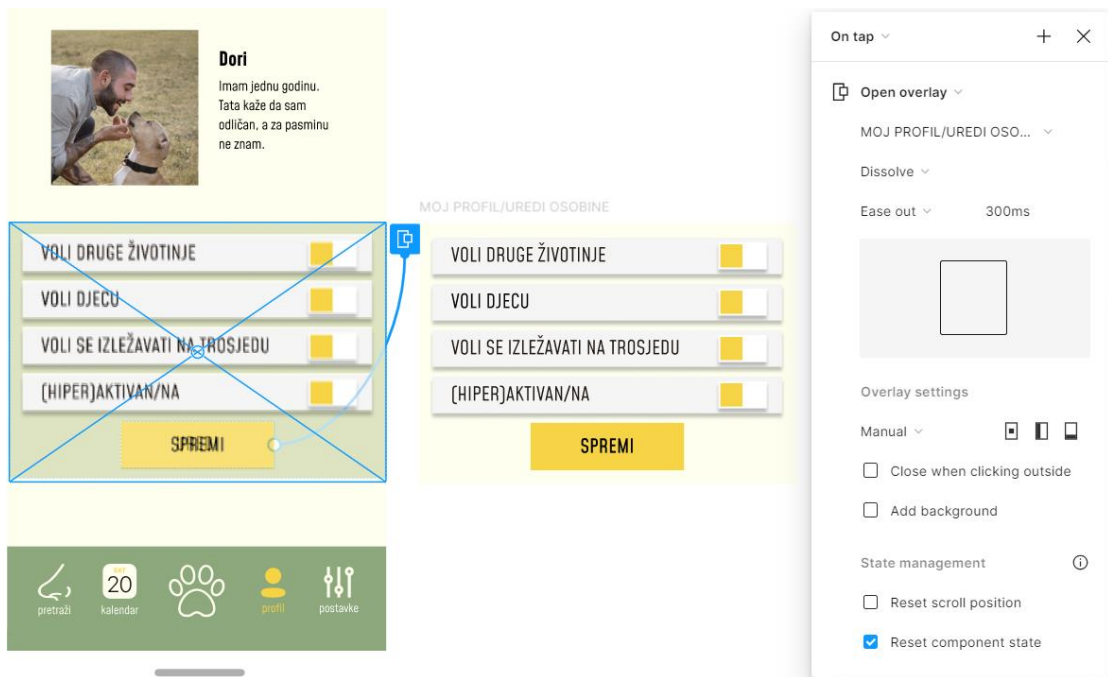 Dori
Imam jednu godinu.
Tata kaže da sam
odličan, a za pasminu
ne znam.
VOLI DRUGE ŽIVOTINJE
VOLI DJECU
VOLI SE IZLEŽAVATI NA TROSJEDU
(HIPER)AKTIVAN/NA
SPREMI
pretraži
20
kalendar
profil
postavke
MOJ PROFIL/UREDI OSOBINE
VOLI DRUGE ŽIVOTINJE
VOLI DJECU
VOLI SE IZLEŽAVATI NA TROSJEDU
(HIPER)AKTIVAN/NA
SPREMI
On tap
Open overlay
MOJ PROFIL/UREDI OSO...
Dissolve
Ease out 300ms
Overlay settings
Manual
Close when clicking outside
Add background
State management
Reset scroll position
Reset component state